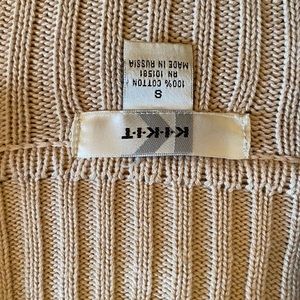 K·I·K·I·T
S
100% COTTON
RN 101581
MADE IN RUSSIA